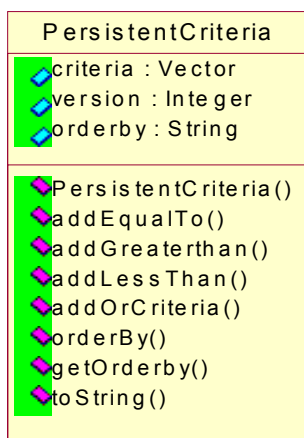 PersistentCriteria
criteria : Vector
version : Integer
orderby : String
PersistentCriteria()
addEqualTo()
addGreaterthan()
addLessThan()
addOrCriteria()
orderBy()
getOrderby()
toString()